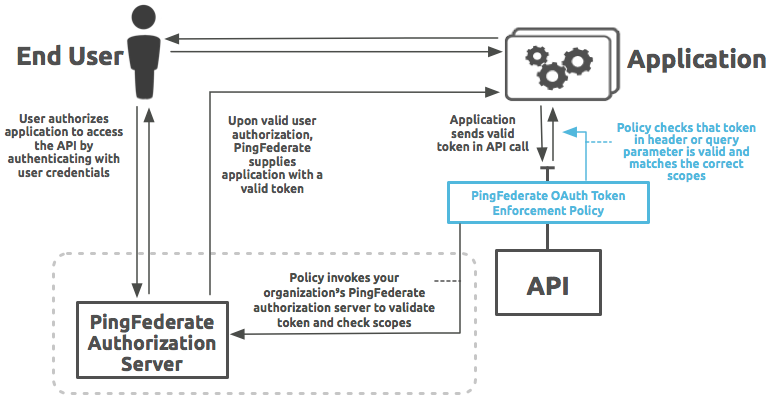 End User
Application
User authorizes
application to access
the API by
authenticating with
user credentials
Upon valid user
authorization,
PingFederate
supplies
application with a
valid token
Application
sends valid
token in API call
Policy checks that token
in header or query
parameter is valid and
matches the correct
scopes
PingFederate OAuth Token
Enforcement Policy
API
Policy invokes your
organization's PingFederate
authorization server to validate
token and check scopes
PingFederate
Authorization
Server